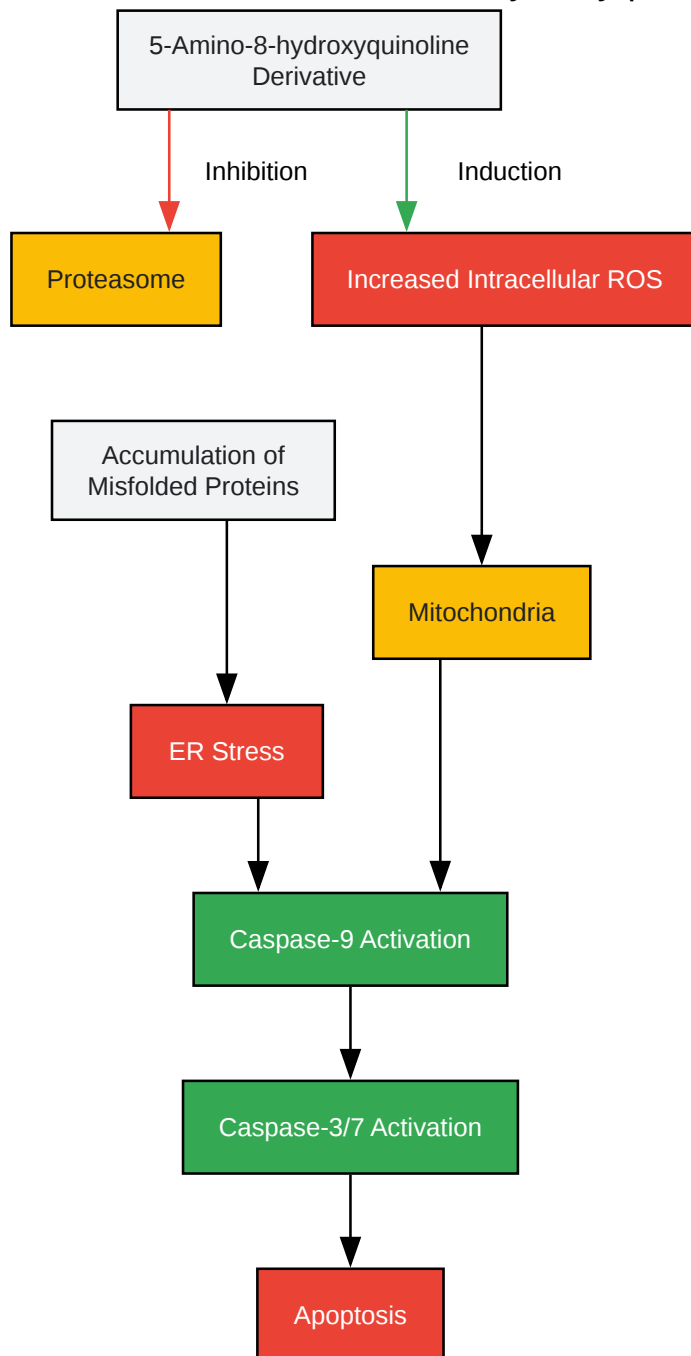 5-Amino-8-hydroxyquinoline
Derivative
Inhibition
Induction
Proteasome
Increased Intracellular ROS
Accumulation of
Misfolded Proteins
Mitochondria
ER Stress
Caspase-9 Activation
Caspase-3/7 Activation
Apoptosis